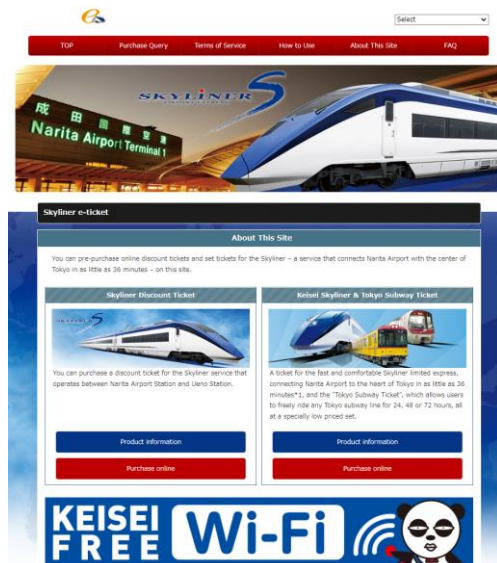 Select
TOP Purchase Query Terms of Service How to Use About This Site FAQ
SKYLINER S
成田国際空港
Narita Airport Terminal 1
Skyliner e-ticket
About This Site
You can pre-purchase online discount tickets and set tickets for the Skyliner – a service that connects Narita Airport with the center of
Tokyo in as little as 36 minutes – on this site.
Skyliner Discount Ticket
SKYLINER S
You can purchase a discount ticket for the Skyliner service that
operates between Narita Airport Station and Ueno Station.
Product information
Purchase online
Keisei Skyliner & Tokyo Subway Ticket
A ticket for the fast and comfortable Skyliner limited express,
connecting Narita Airport to the heart of Tokyo in as little as 36
minutes*1, and the "Tokyo Subway Ticket", which allows users
to freely ride any Tokyo subway line for 24, 48 or 72 hours, all
at a specially low priced set.
Product information
Purchase online
KEISEI
FREE
Wi-Fi